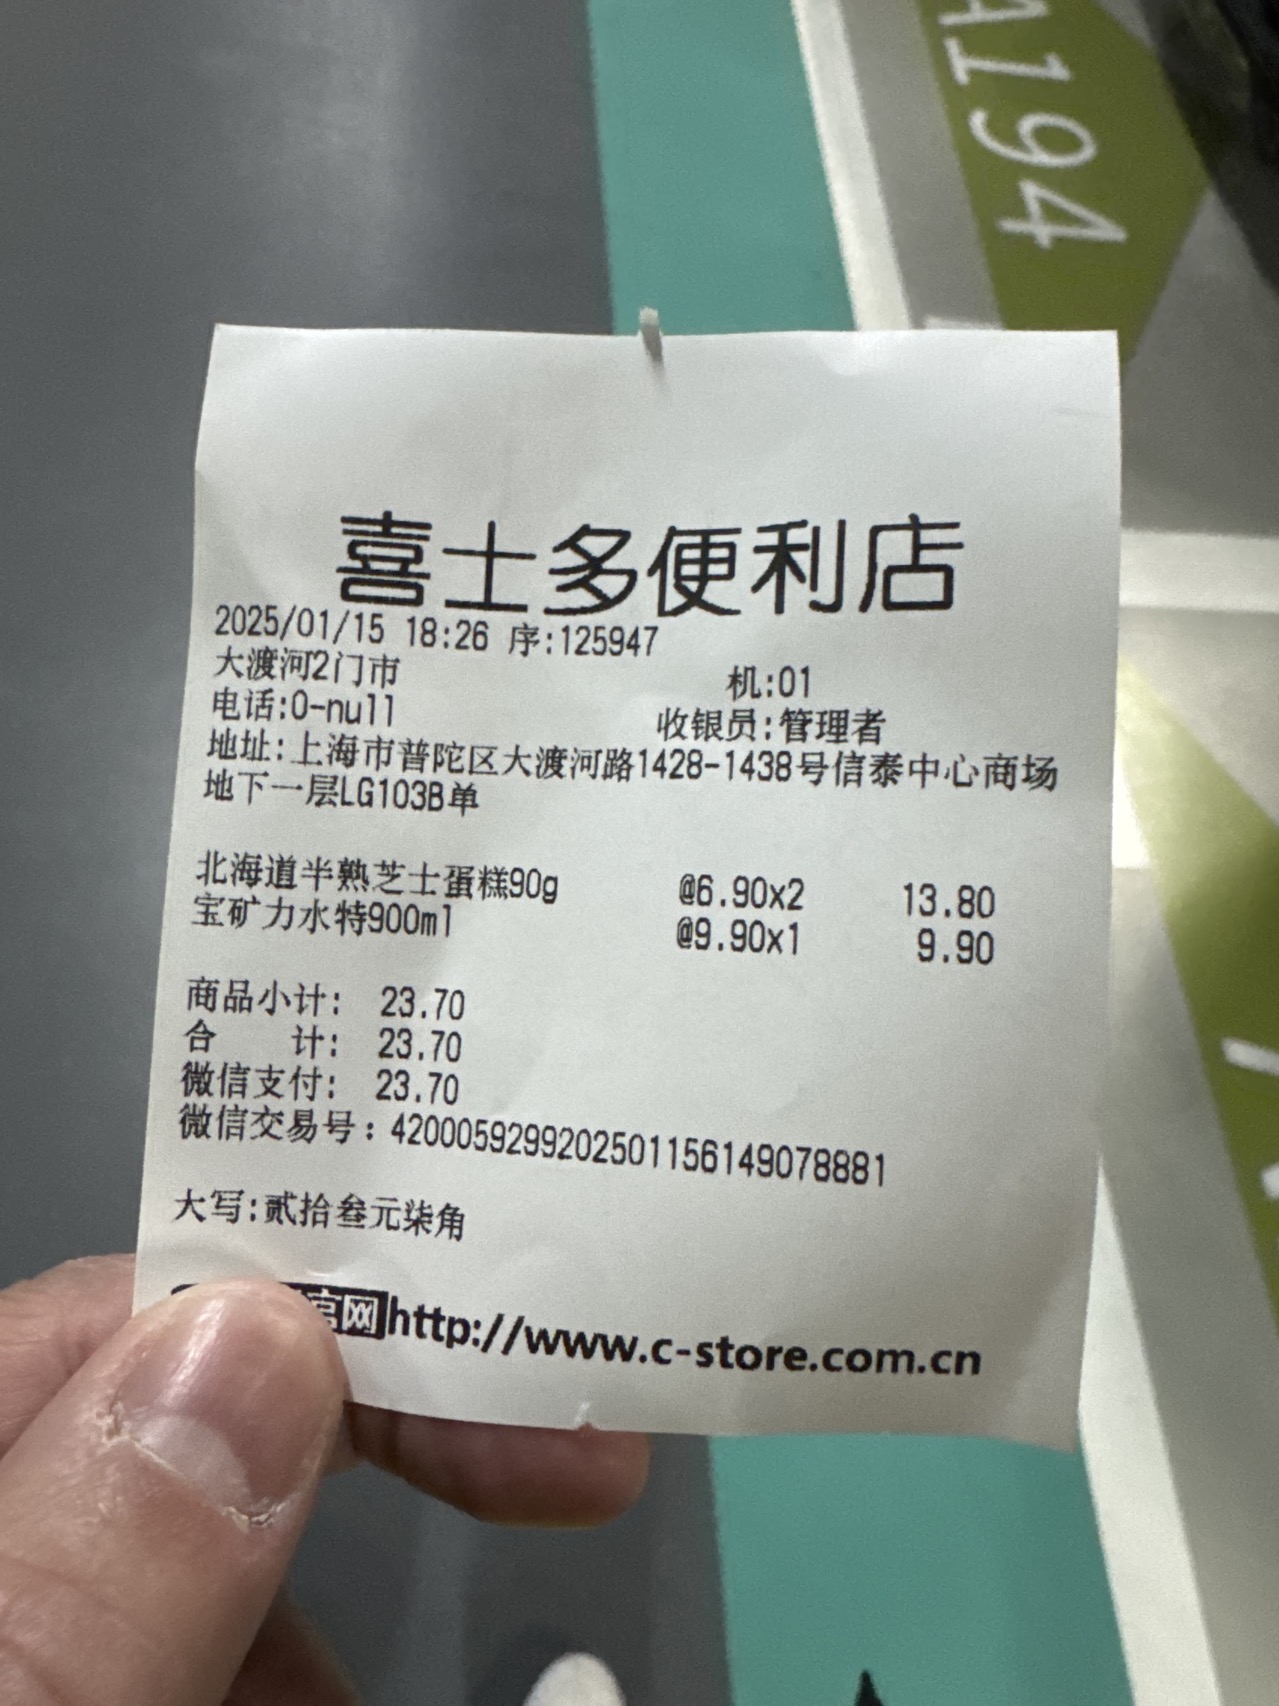 A194
喜士多便利店
2025/01/15 18:26 序:125947
大渡河2门市 机:01
电话:0-null 收银员:管理者
地址:上海市普陀区大渡河路1428-1438号信泰中心商场
地下一层LG103B单
北海道半熟芝士蛋糕90g @6.90x2 13.80
宝矿力水特900ml @9.90x1 9.90
商品小计: 23.70
合 计: 23.70
微信支付: 23.70
微信交易号:4200059299202501156149078881
大写:贰拾叁元柒角
官网http://www.c-store.com.cn